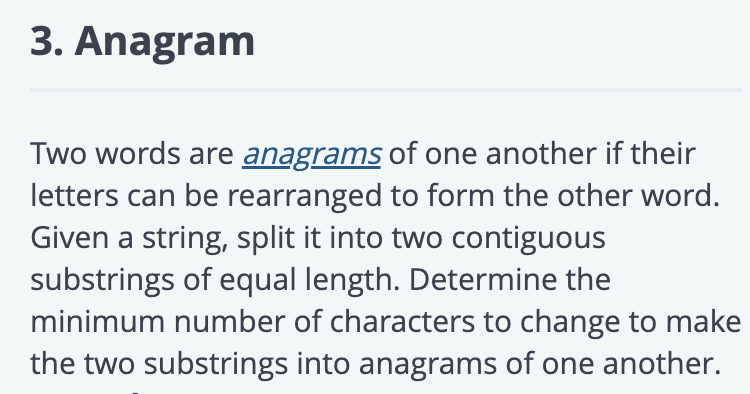 3. Anagram
Two words are anagrams of one another if their
letters can be rearranged to form the other word.
Given a string, split it into two contiguous
substrings of equal length. Determine the
minimum number of characters to change to make
the two substrings into anagrams of one another.